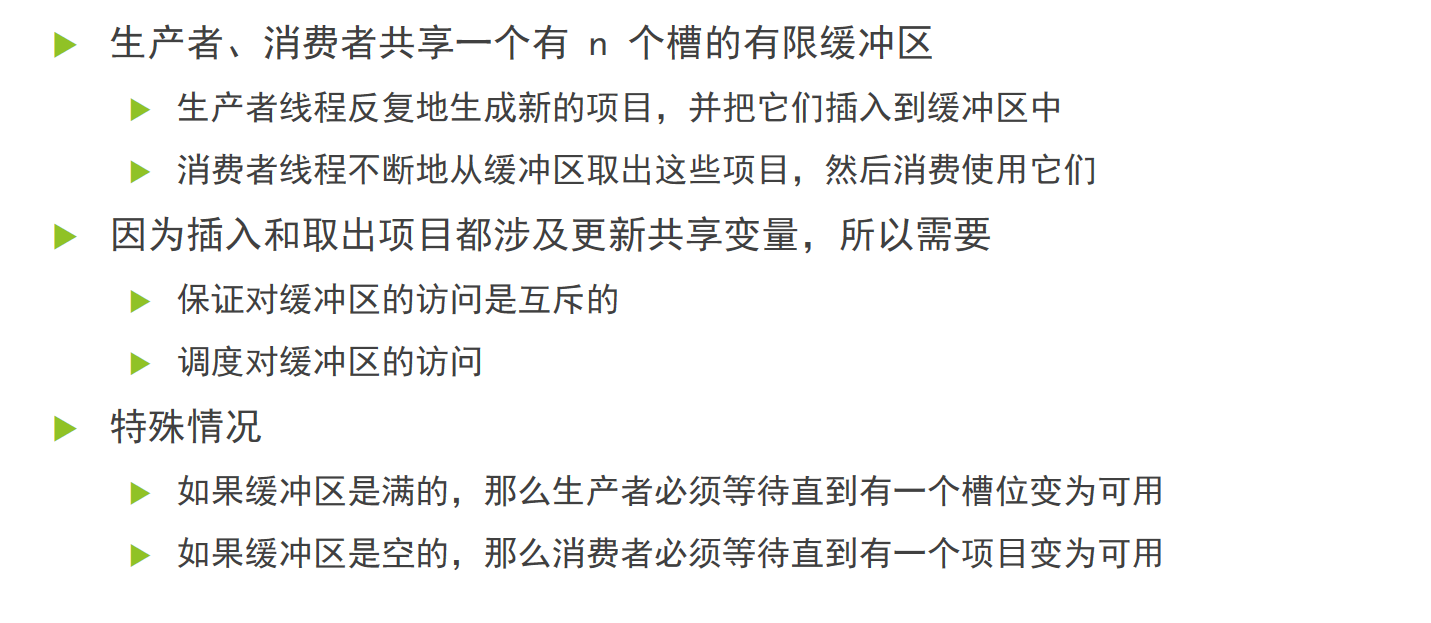 生产者、消费者共享一个有 n 个槽的有限缓冲区
生产者线程反复地生成新的项目，并把它们插入到缓冲区中
消费者线程不断地从缓冲区取出这些项目，然后消费使用它们
因为插入和取出项目都涉及更新共享变量，所以需要
保证对缓冲区的访问是互斥的
调度对缓冲区的访问
特殊情况
如果缓冲区是满的，那么生产者必须等待直到有一个槽位变为可用
如果缓冲区是空的，那么消费者必须等待直到有一个项目变为可用